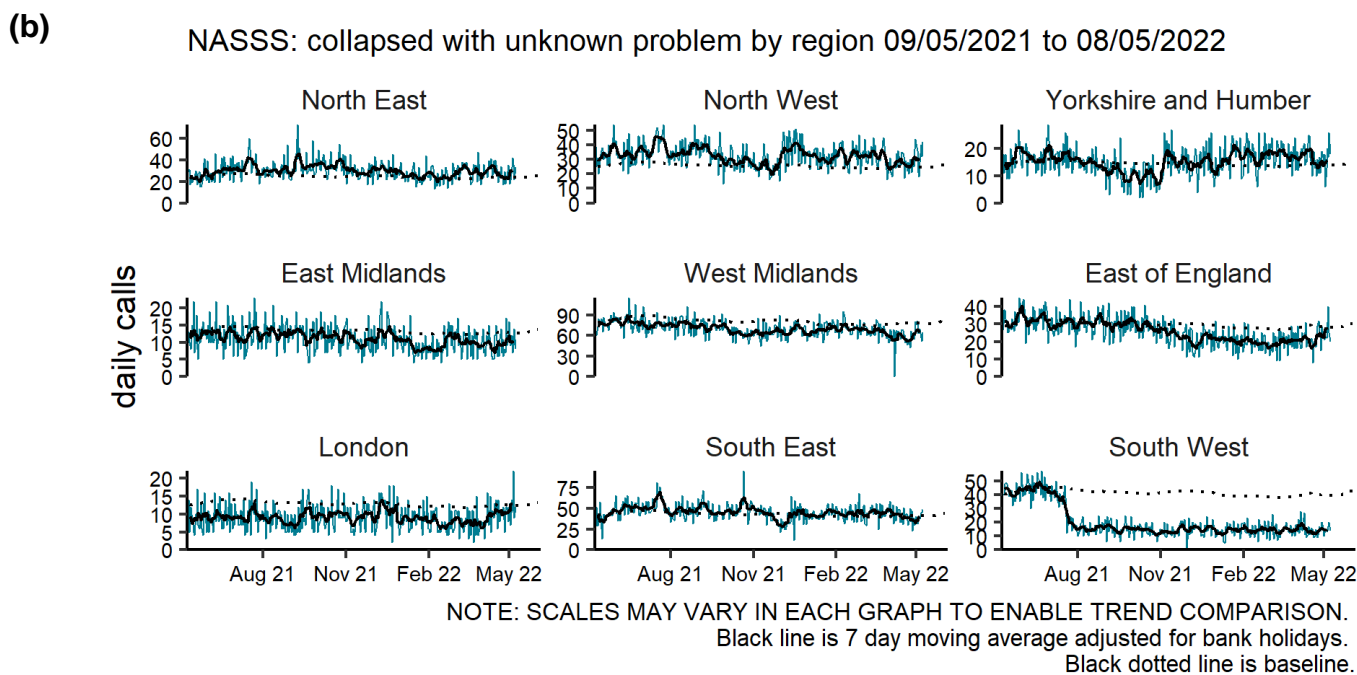 (b)
NASSS: collapsed with unknown problem by region 09/05/2021 to 08/05/2022
North East
North West
Yorkshire and Humber
60
40
20
0
50
40
30
20
10
0
20
10
0
daily calls
East Midlands
West Midlands
East of England
20
15
10
5
0
90
60
30
0
40
30
20
10
0
London
South East
South West
20
15
10
5
0
75
50
25
0
50
40
30
20
10
0
Aug 21 Nov 21 Feb 22 May 22
Aug 21 Nov 21 Feb 22 May 22
Aug 21 Nov 21 Feb 22 May 22
NOTE: SCALES MAY VARY IN EACH GRAPH TO ENABLE TREND COMPARISON.
Black line is 7 day moving average adjusted for bank holidays.
Black dotted line is baseline.